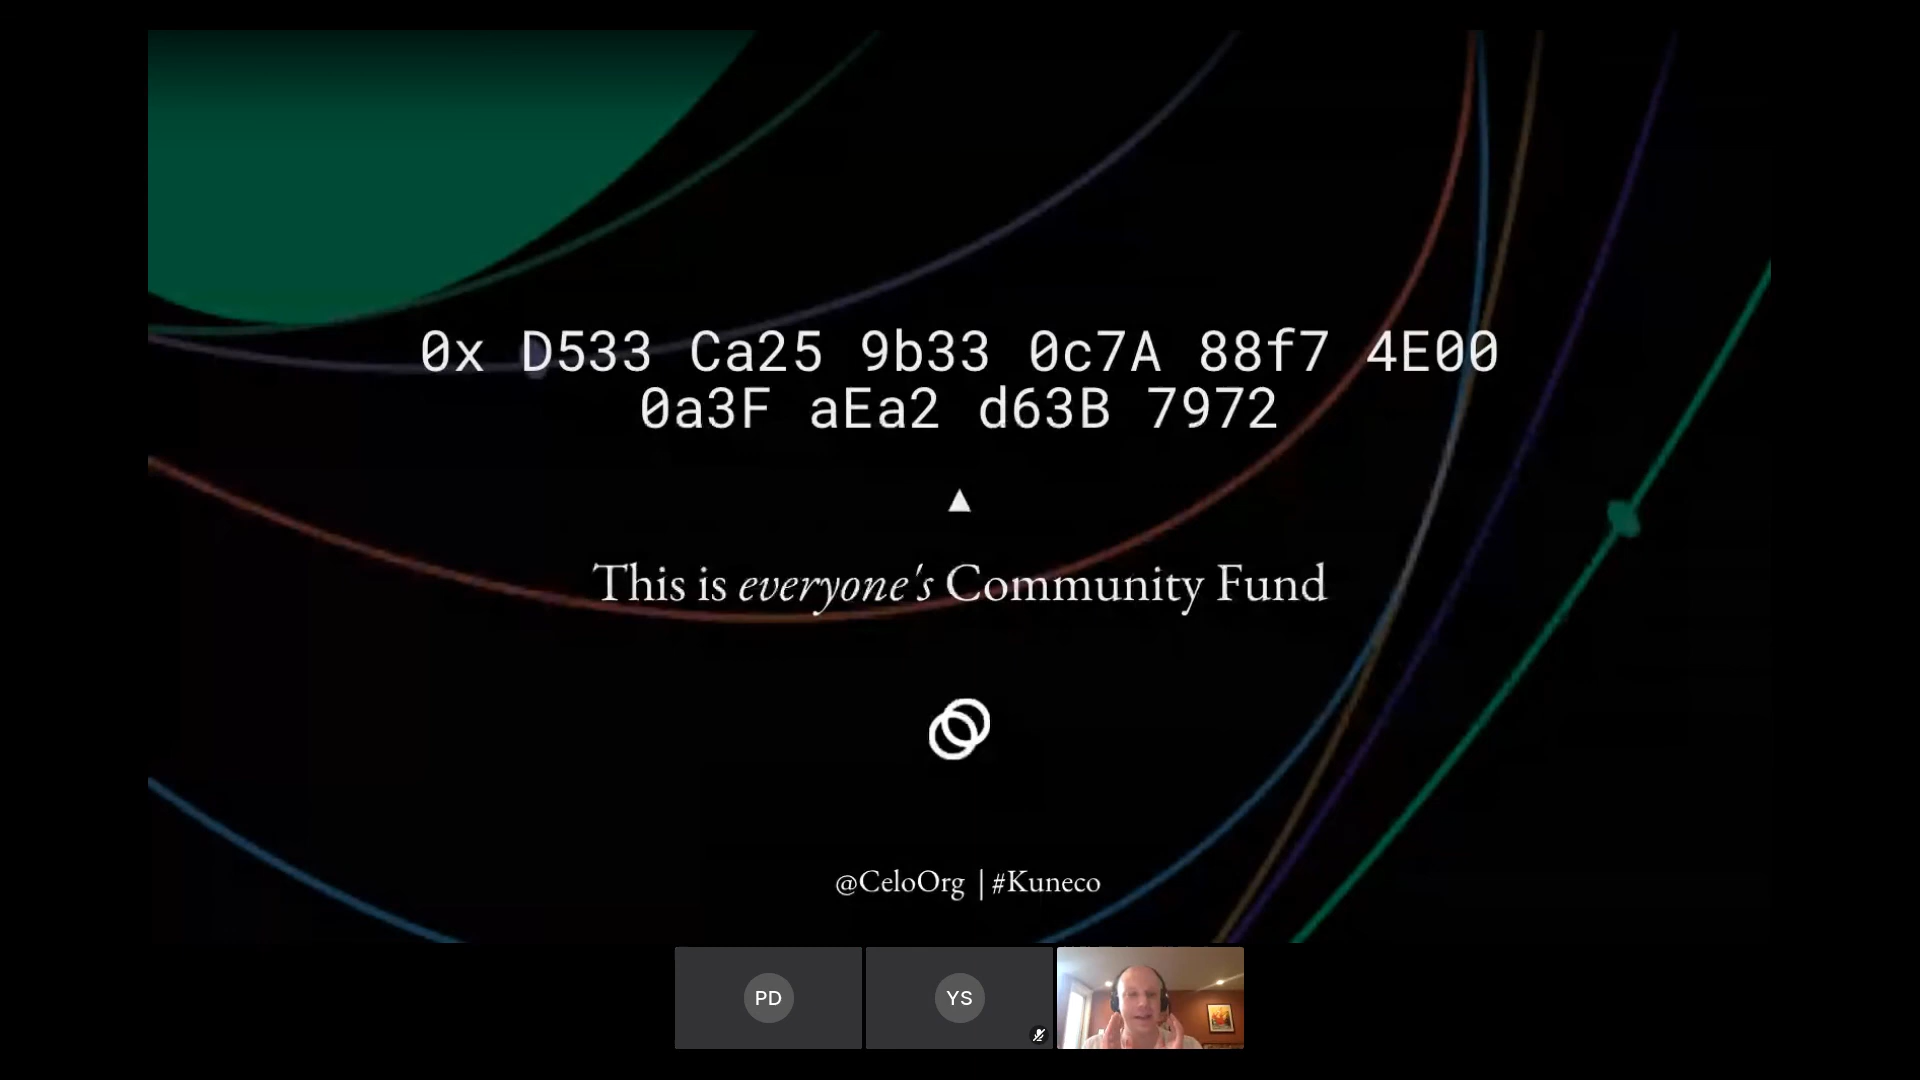 0x D533 Ca25 9b33 0c7A 88f7 4E00
0a3F aEa2 d63B 7972
This is everyone's Community Fund
@CeloOrg | #Kuneco
PD
YS